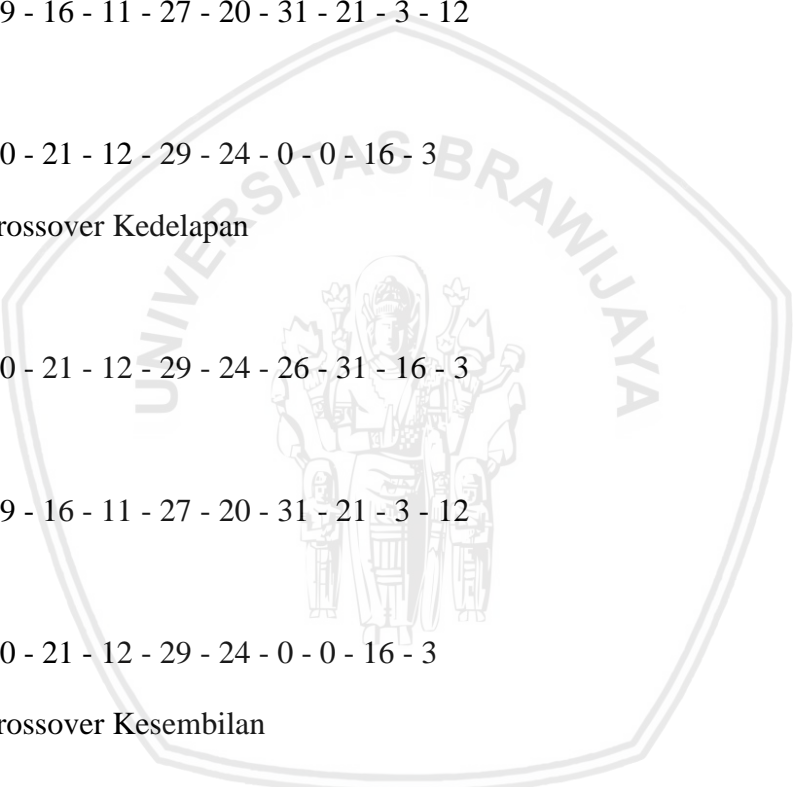 9 - 16 - 11 - 27 - 20 - 31 - 21 - 3 - 12
0 - 21 - 12 - 29 - 24 - 0 - 0 - 16 - 3
rossover Kedelapan
0 - 21 - 12 - 29 - 24 - 26 - 31 - 16 - 3
9 - 16 - 11 - 27 - 20 - 31 - 21 - 3 - 12
0 - 21 - 12 - 29 - 24 - 0 - 0 - 16 - 3
rossover Kesembilan
UNIVERSITAS BRAWIJAYA